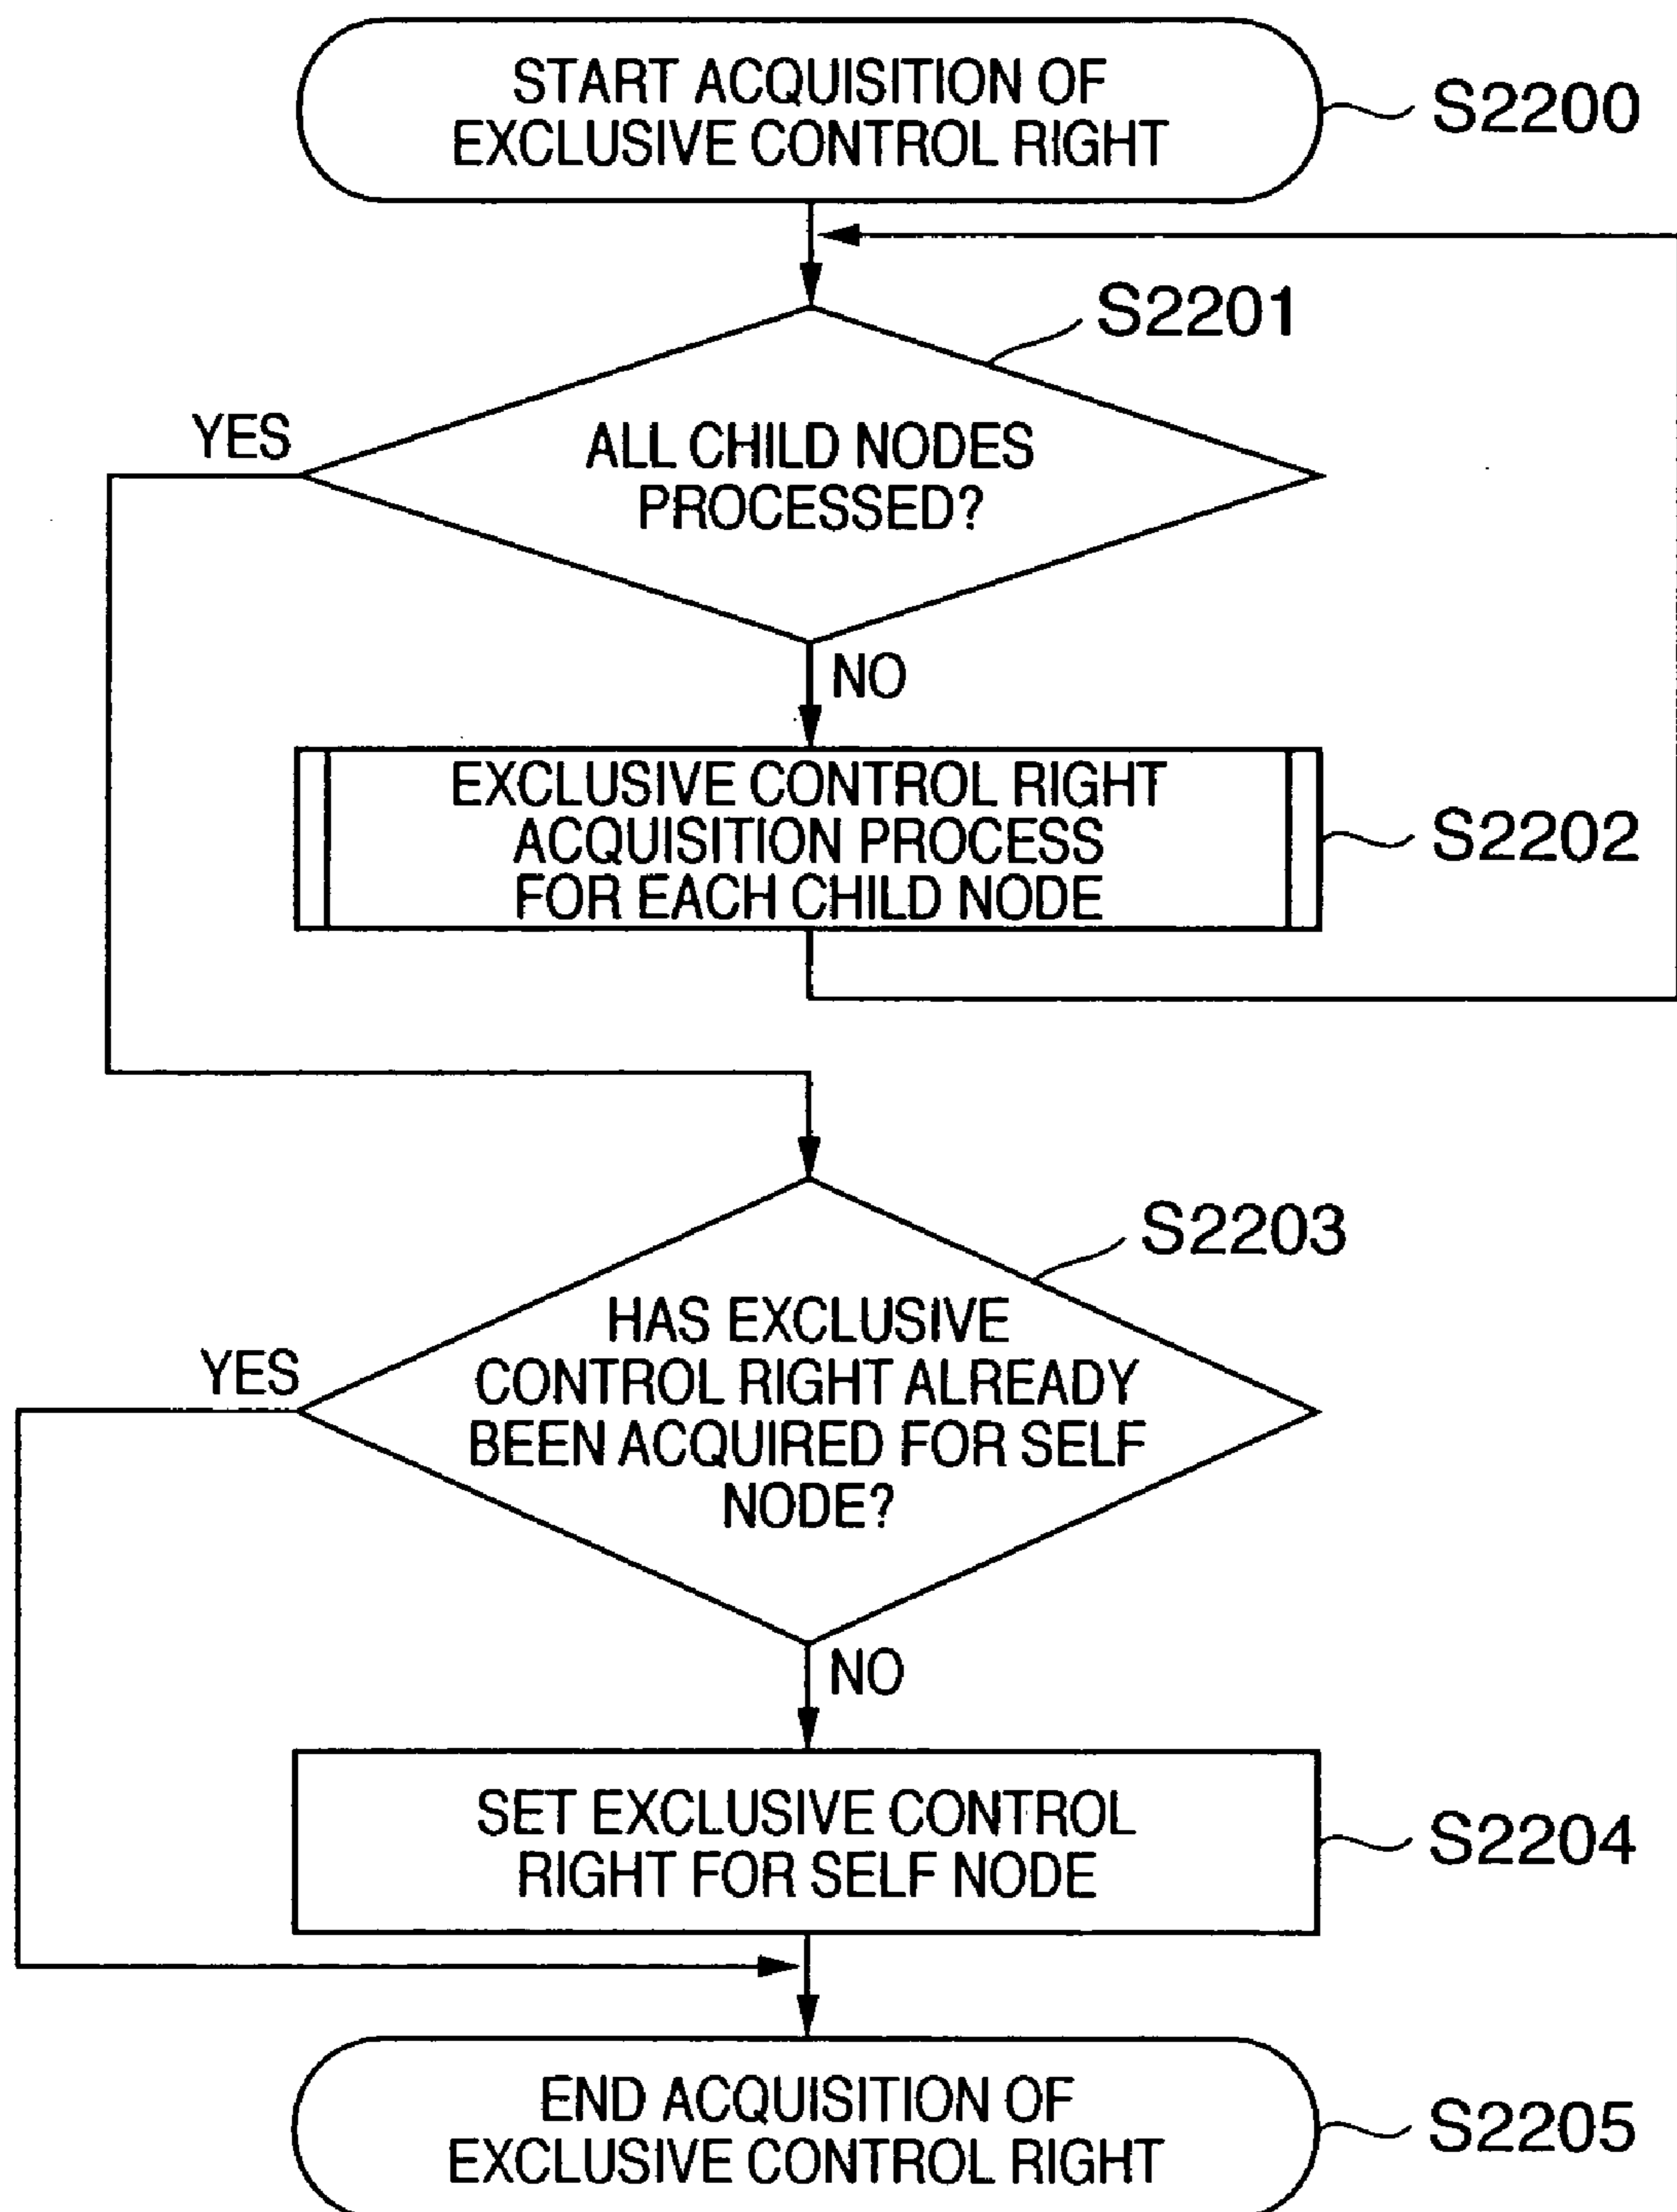 START ACQUISITION OF
EXCLUSIVE CONTROL RIGHT
S2200
S2201
YES
ALL CHILD NODES
PROCESSED?
NO
EXCLUSIVE CONTROL RIGHT
ACQUISITION PROCESS
FOR EACH CHILD NODE
S2202
S2203
YES
HAS EXCLUSIVE
CONTROL RIGHT ALREADY
BEEN ACQUIRED FOR SELF
NODE?
NO
SET EXCLUSIVE CONTROL
RIGHT FOR SELF NODE
S2204
END ACQUISITION OF
EXCLUSIVE CONTROL RIGHT
S2205